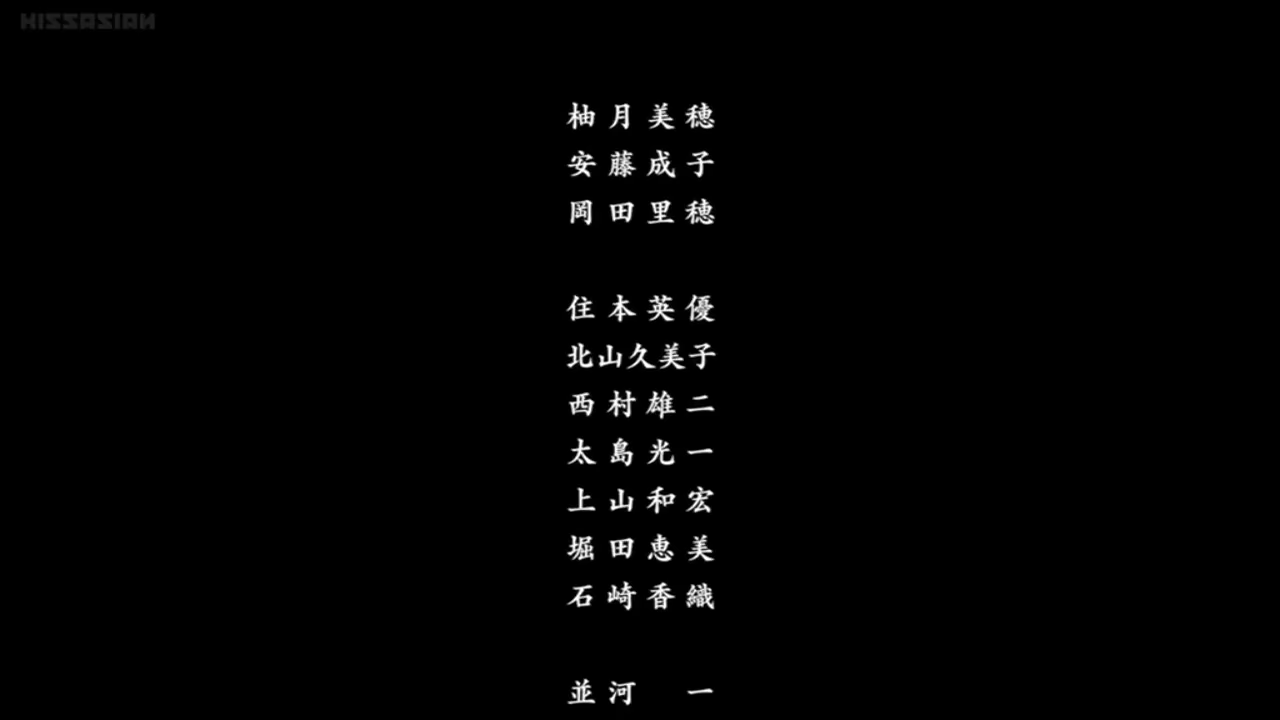 KISSASIAN
柚月美穂
安藤成子
岡田里穂
住本英優
北山久美子
西村雄二
太島光一
上山和宏
堀田恵美
石崎香織
並河　一